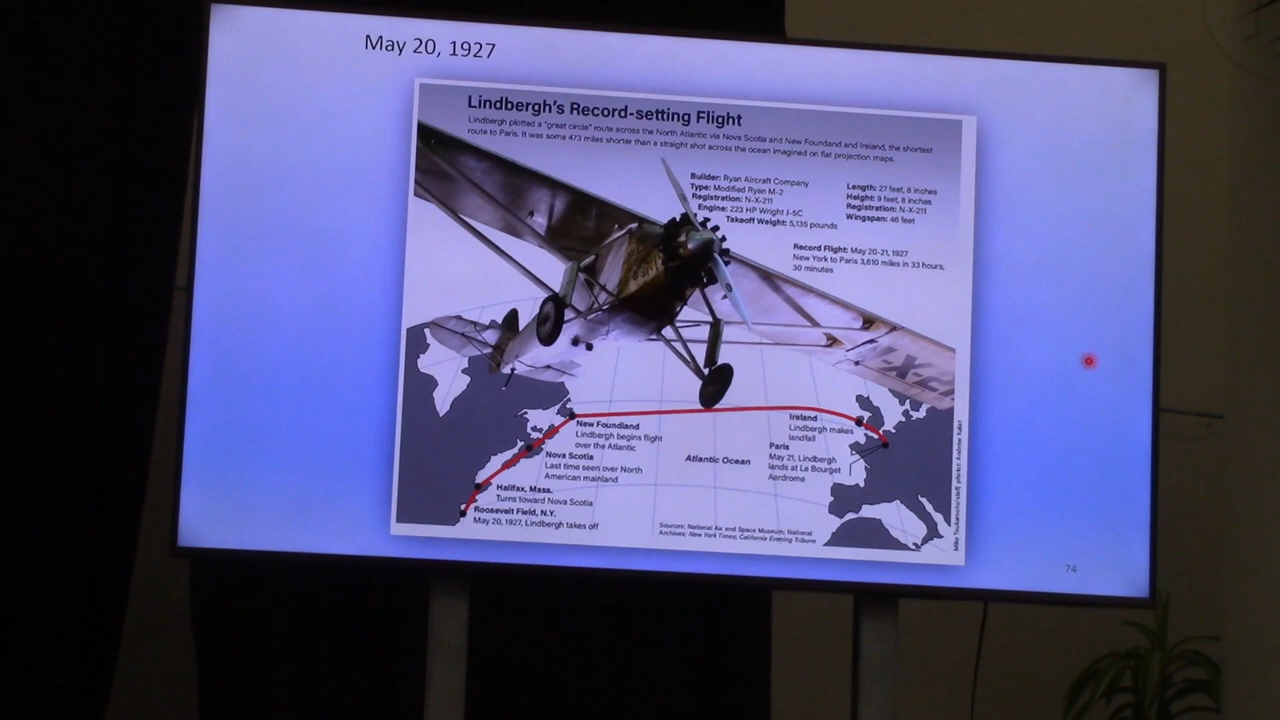 May 20, 1927
Lindbergh's Record-setting Flight
Lindbergh plotted a "great circle" route across the North Atlantic via Nova Scotia and New Foundand and Ireland, the shortest
route to Paris. It was some 473 miles shorter than a straight shot across the ocean imagined on flat projection maps.
Builder: Ryan Aircraft Company
Type: Modified Ryan M-2
Registration: N-X-211
Engine: 223 HP Wright J-5C
Takeoff Weight: 5,135 pounds
Length: 27 feet, 8 inches
Height: 9 feet, 8 inches
Registration: N-X-211
Wingspan: 46 feet
Record Flight: May 20-21, 1927
New York to Paris 3,610 miles in 33 hours,
30 minutes
New Foundland
Lindbergh begins flight
over the Atlantic
Nova Scotia
Last time seen over North
American mainland
Halifax, Mass.
Turns toward Nova Scotia
Roosevelt Field, N.Y.
May 20, 1927, Lindbergh takes off
Atlantic Ocean
Ireland
Lindbergh makes
landfall
Paris
May 21, Lindbergh
lands at Le Bourget
Aerdrome
Sources: National Air and Space Museum; National
Archives; New York Times; California Evening Tribune
Mike Tsukamoto/staff; photo: Andrew
74